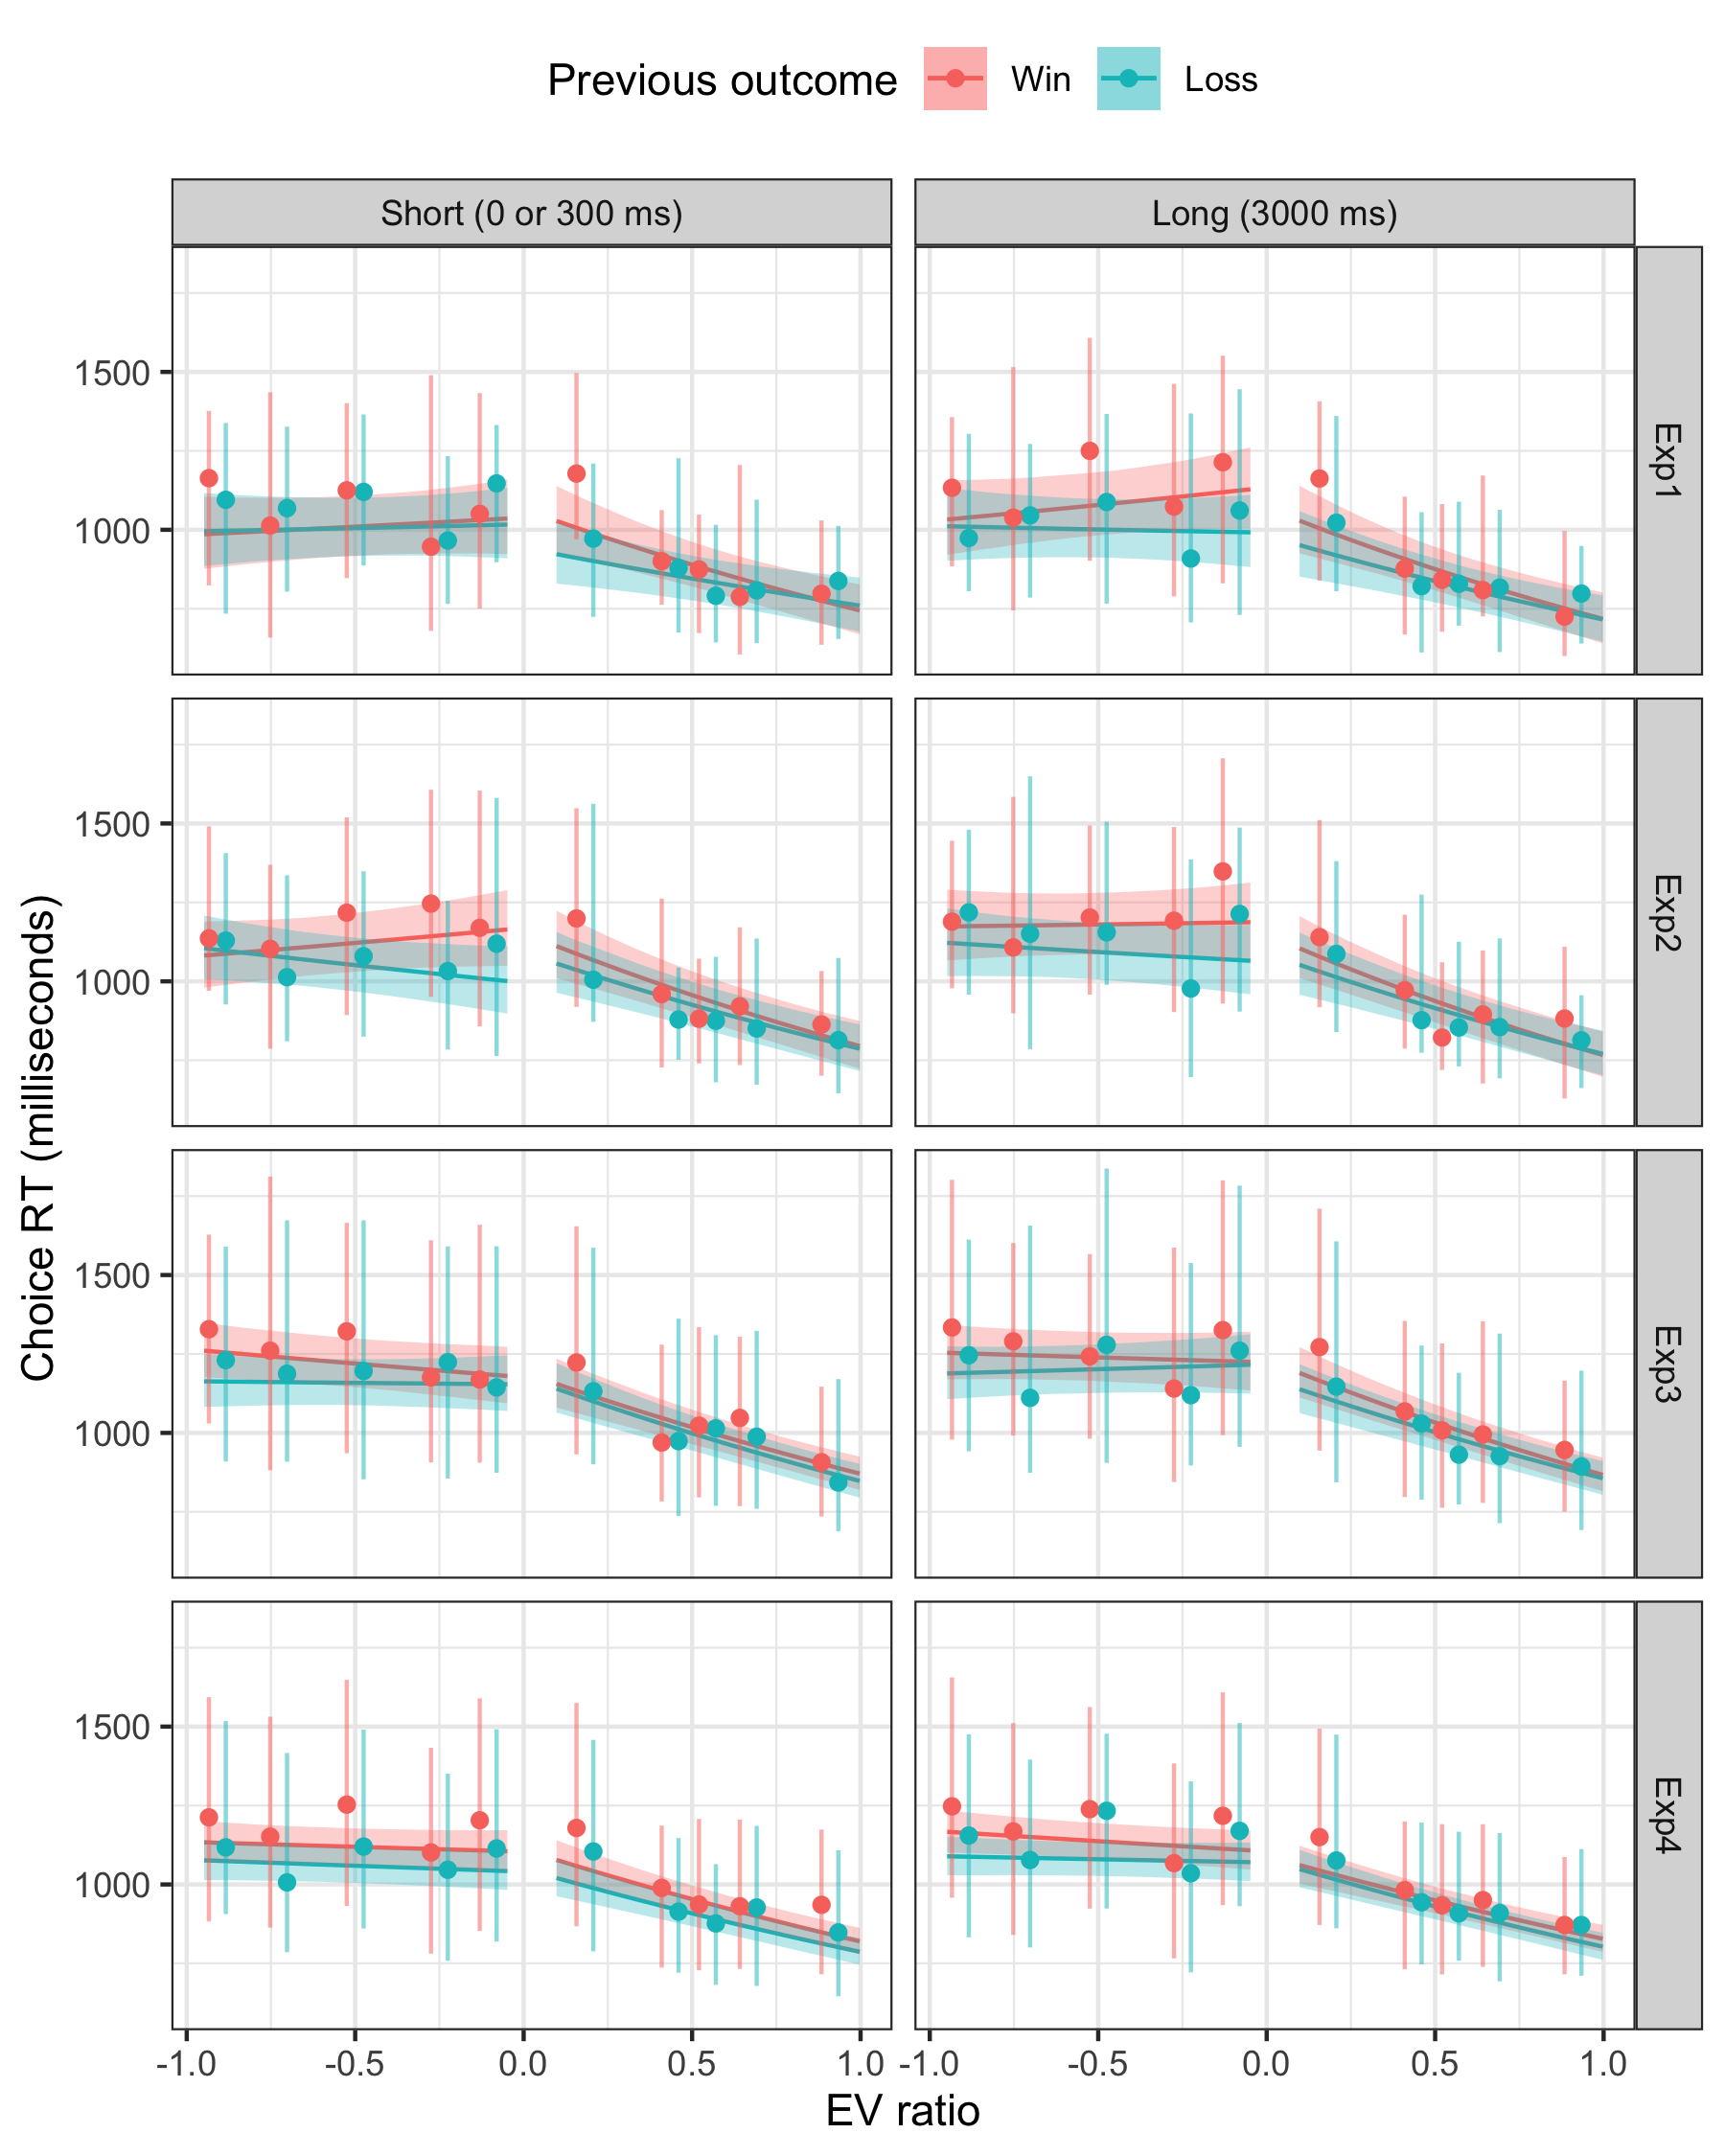 Previous outcome Win Loss
Short (0 or 300 ms) Long (3000 ms)
Exp1
1500
1000
Exp2
1500
1000
Exp3
1500
1000
Exp4
1500
1000
Choice RT (milliseconds)
-1.0 -0.5 0.0 0.5 1.0 -1.0 -0.5 0.0 0.5 1.0
EV ratio